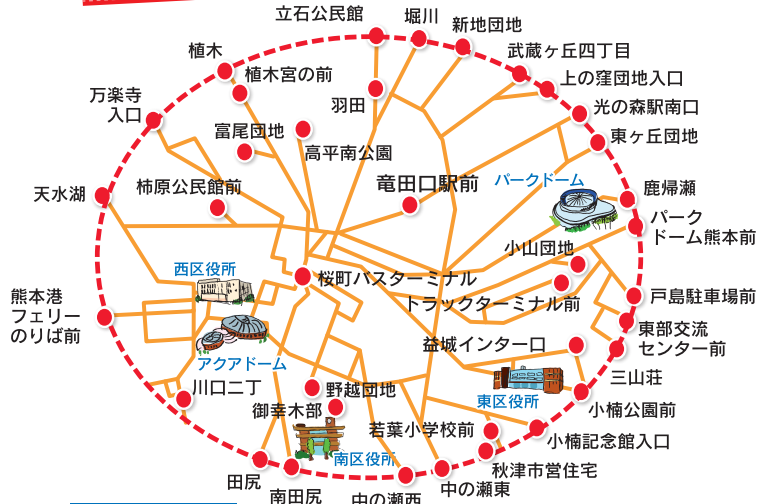 立石公民館
堀川
新地団地
植木
武蔵ヶ丘四丁目
植木宮の前
上の窪団地入口
万楽寺
入口
羽田
光の森駅南口
富尾団地
東ヶ丘団地
高平南公園
竜田口駅前
パークドーム
柿原公民館前
鹿帰瀬
天水湖
パーク
ドーム熊本前
小山団地
西区役所
桜町バスターミナル
熊本港
フェリー
のりば前
トラックターミナル前
戸島駐車場前
東部交流
センター前
益城インター口
アクアドーム
三山荘
川口二丁
野越団地
東区役所
御幸木部
小楠公園前
若葉小学校前
小楠記念館入口
南区役所
秋津市営住宅
田尻
南田尻
中の瀬西
中の瀬東